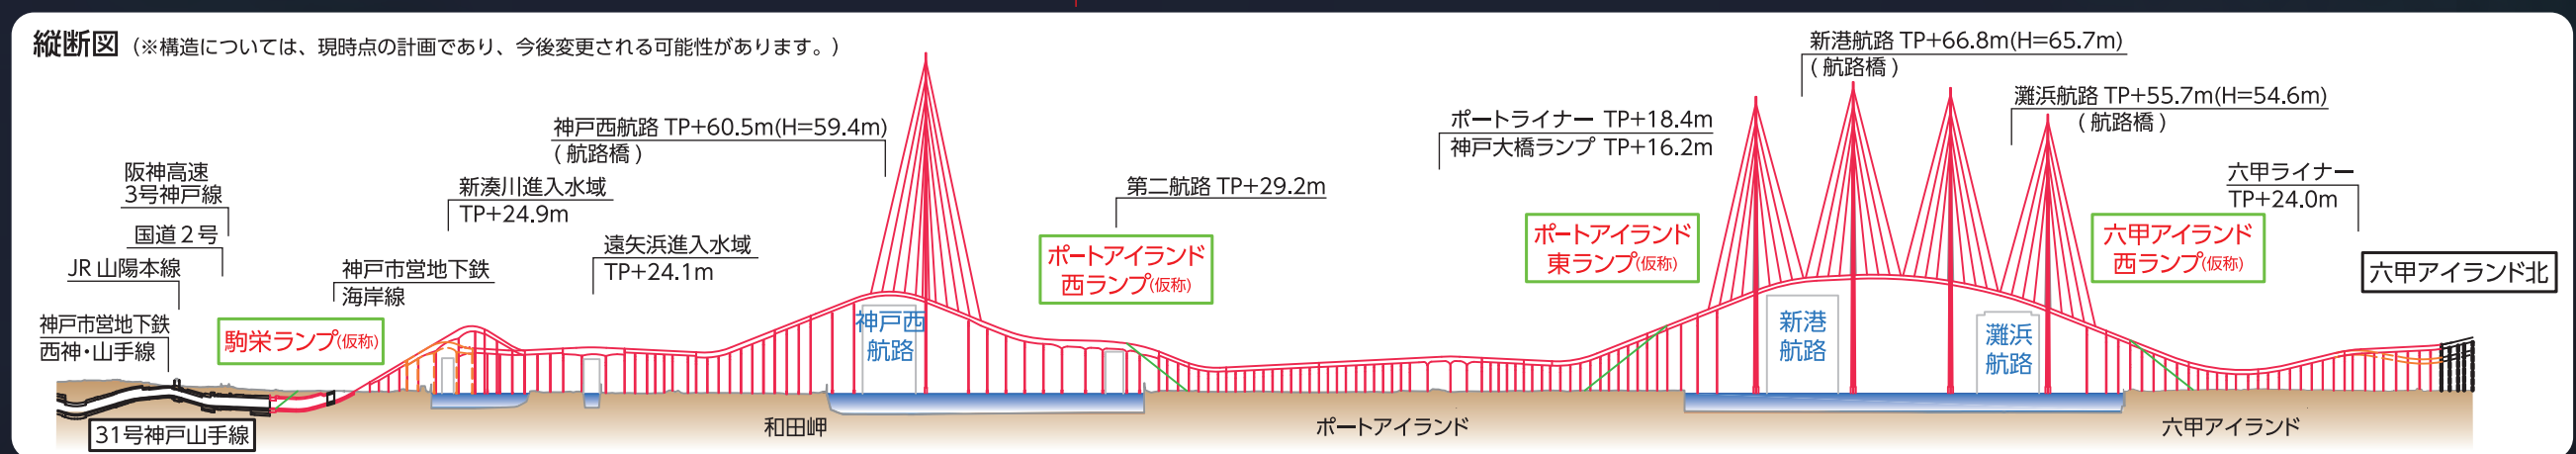 縦断図 (※構造については、現時点の計画であり、今後変更される可能性があります。)
阪神高速
3号神戸線
国道2号
JR 山陽本線
神戸市営地下鉄
西神・山手線
駒栄ランプ(仮称)
31号神戸山手線
神戸市営地下鉄
海岸線
新湊川進入水域
TP+24.9m
遠矢浜進入水域
TP+24.1m
神戸西航路 TP+60.5m(H=59.4m)
( 航路橋 )
神戸西
航路
和田岬
第二航路 TP+29.2m
ポートアイランド
西ランプ(仮称)
ポートアイランド
ポートライナー TP+18.4m
神戸大橋ランプ TP+16.2m
ポートアイランド
東ランプ(仮称)
新港航路 TP+66.8m(H=65.7m)
( 航路橋 )
新港
航路
灘浜航路 TP+55.7m(H=54.6m)
( 航路橋 )
灘浜
航路
六甲アイランド
西ランプ(仮称)
六甲ライナー
TP+24.0m
六甲アイランド北
六甲アイランド